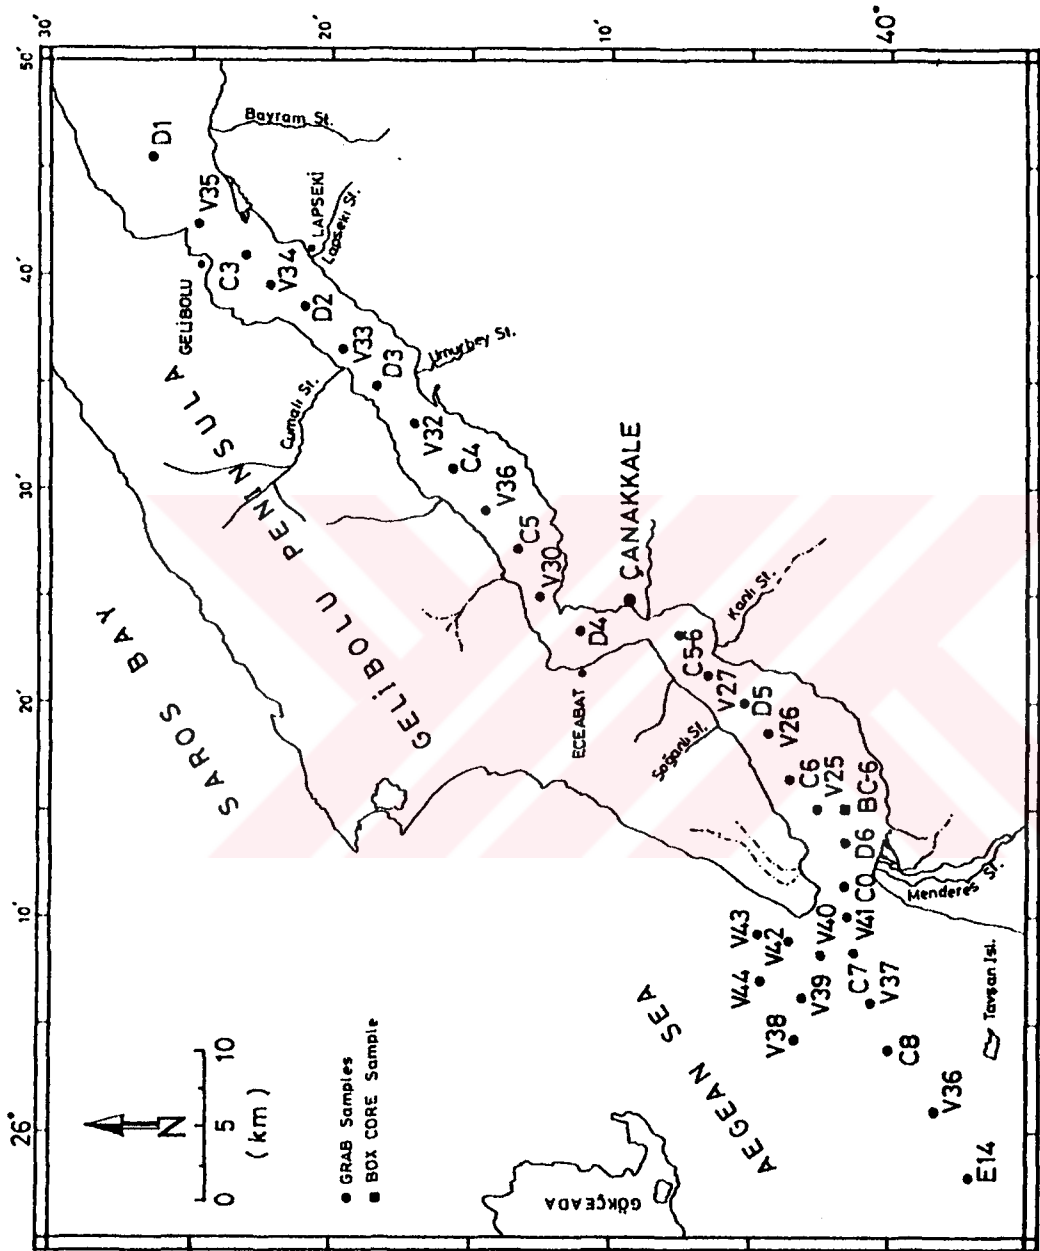 26°
10′
20′
30′
40′
50′
30′
20′
10′
40°
N
0 5 10
(km)
● GRAB Samples
■ BOX CORE Sample
SAROS BAY
GELİBOLU PENINSULA
AEGEAN SEA
GÖKÇEADA
GELİBOLU
LAPSEKİ
ECEABAT
ÇANAKKALE
Bayram St.
Lapseki St.
Umurbey St.
Cumalı St.
Kanlı St.
Soğanlı St.
Menderes St.
Tavşan Isl.
D1
V35
C3
V34
D2
V33
D3
V32
C4
V36
C5
V30
D4
C5-6
V27
D5
V26
C6
V25
BC-6
D6
C0
V41
V40
V43
V42
V44
V39
V38
C7
V37
C8
V36
E14